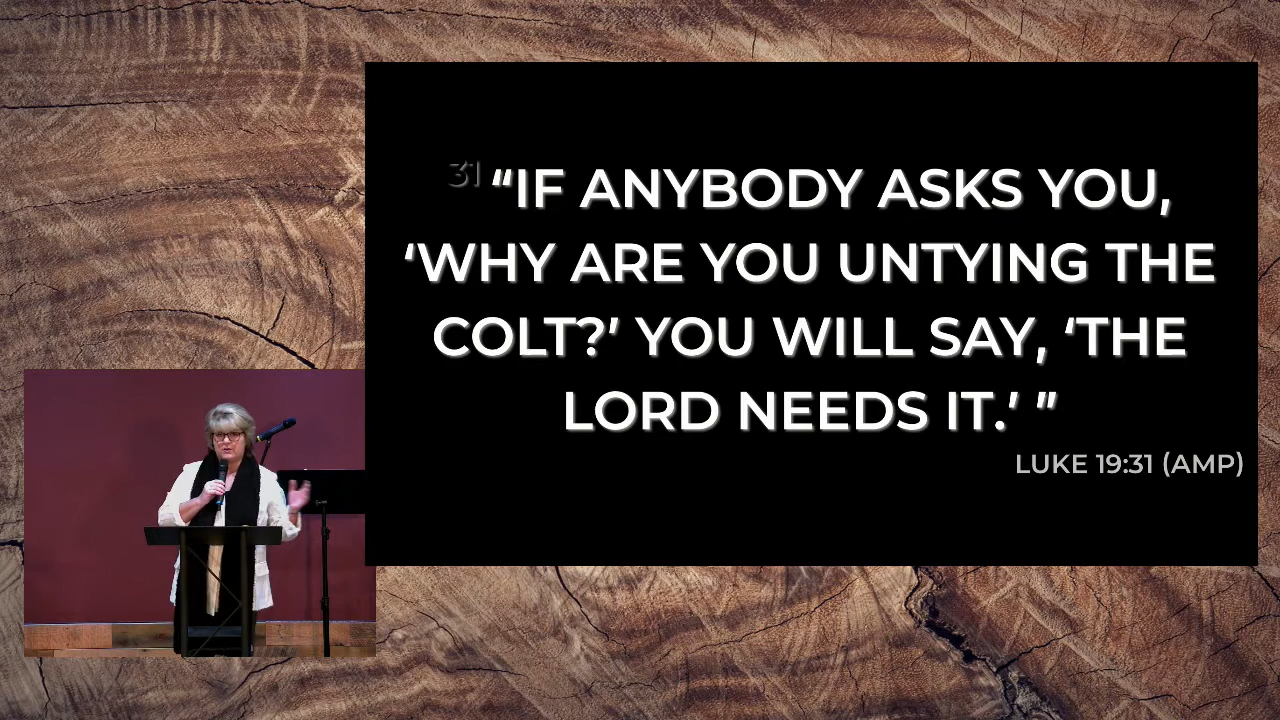 31 “IF ANYBODY ASKS YOU,
‘WHY ARE YOU UNTYING THE
COLT?’ YOU WILL SAY, ‘THE
LORD NEEDS IT.’ ”
LUKE 19:31 (AMP)